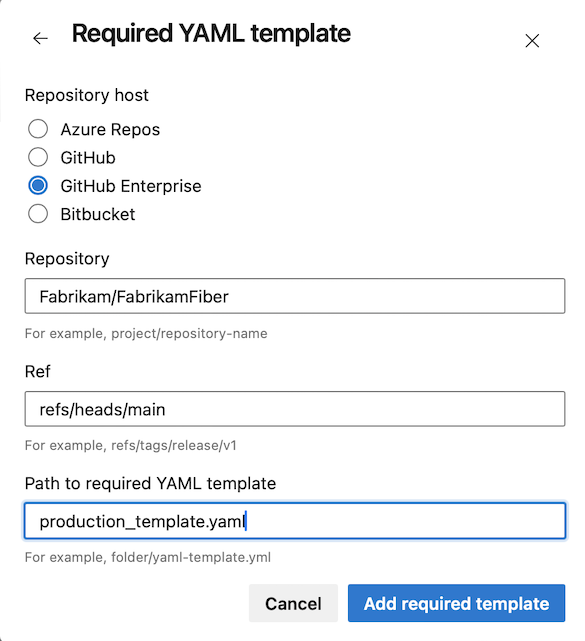 Required YAML template
Repository host
Azure Repos
GitHub
GitHub Enterprise
Bitbucket
Repository
Fabrikam/FabrikamFiber
For example, project/repository-name
Ref
refs/heads/main
For example, refs/tags/release/v1
Path to required YAML template
production_template.yaml
For example, folder/yaml-template.yml
Cancel Add required template